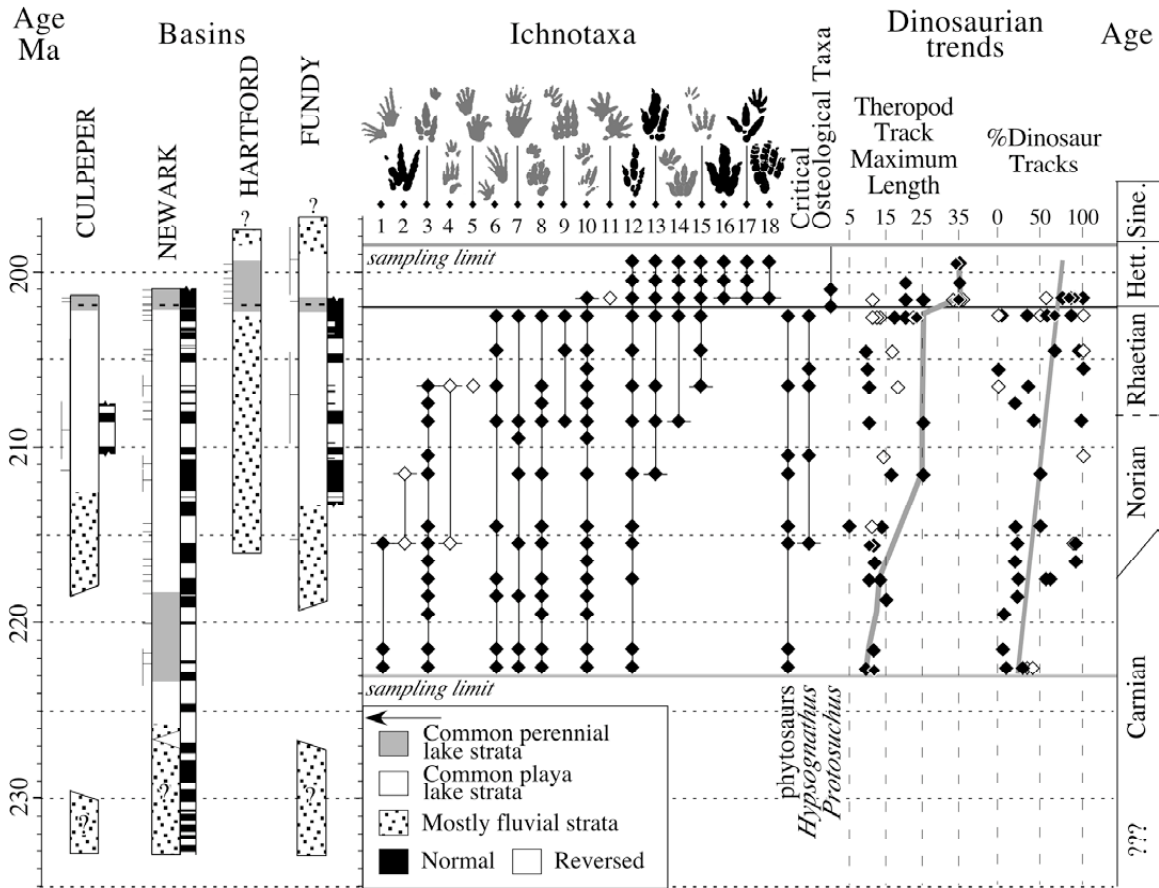 Age
Ma
Basins
Ichnotaxa
Dinosaurian
trends
Age
CULPEPER
NEWARK
HARTFORD
FUNDY
Critical
Osteological Taxa
Theropod
Track
Maximum
Length
%Dinosaur
Tracks
1 2 3 4 5 6 7 8 9 10 11 12 13 14 15 16 17 18
5 15 25 35
0 50 100
sampling limit
200
210
220
230
?
?
?
?
?
Sine.
Hett.
Rhaetian
Norian
Carnian
???
sampling limit
phytosaurs
Hypsognathus
Protosuchus
Common perennial
lake strata
Common playa
lake strata
Mostly fluvial strata
Normal
Reversed